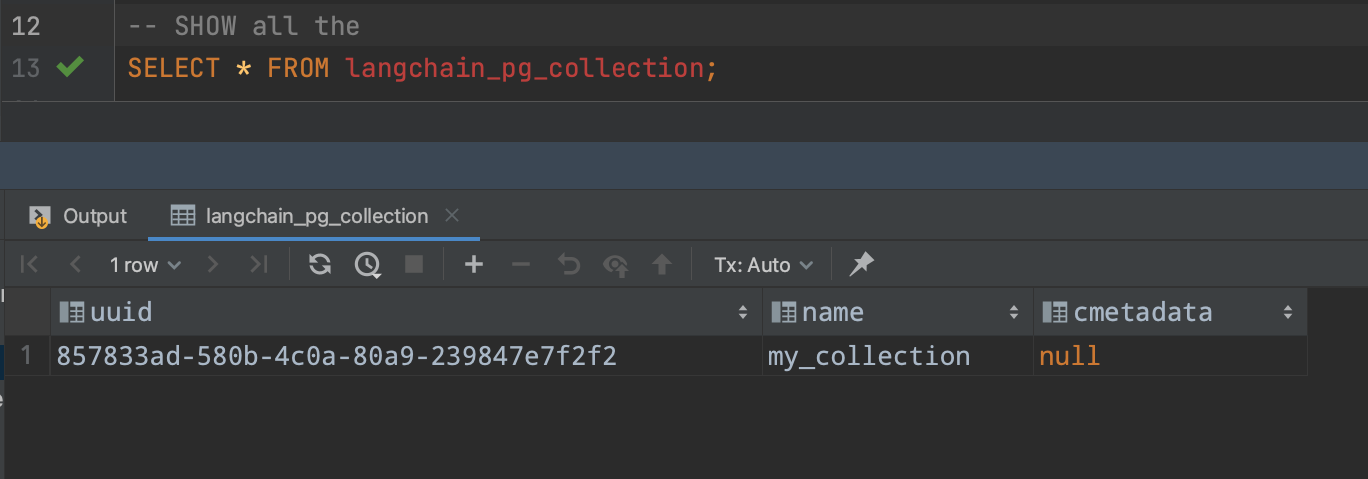 12 -- SHOW all the
13 SELECT * FROM langchain_pg_collection;
Output langchain_pg_collection
1 row Tx: Auto
uuid name cmetadata
1 857833ad-580b-4c0a-80a9-239847e7f2f2 my_collection null